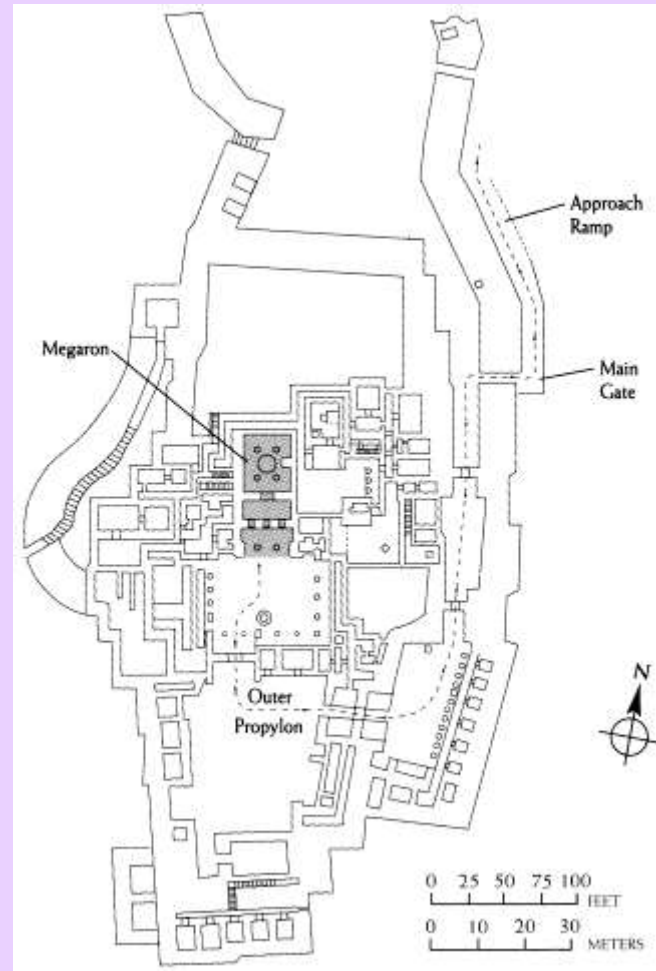 Approach
Ramp
Megaron
Main
Gate
Outer
Propylon
N
0 25 50 75 100
FEET
0 10 20 30
METERS